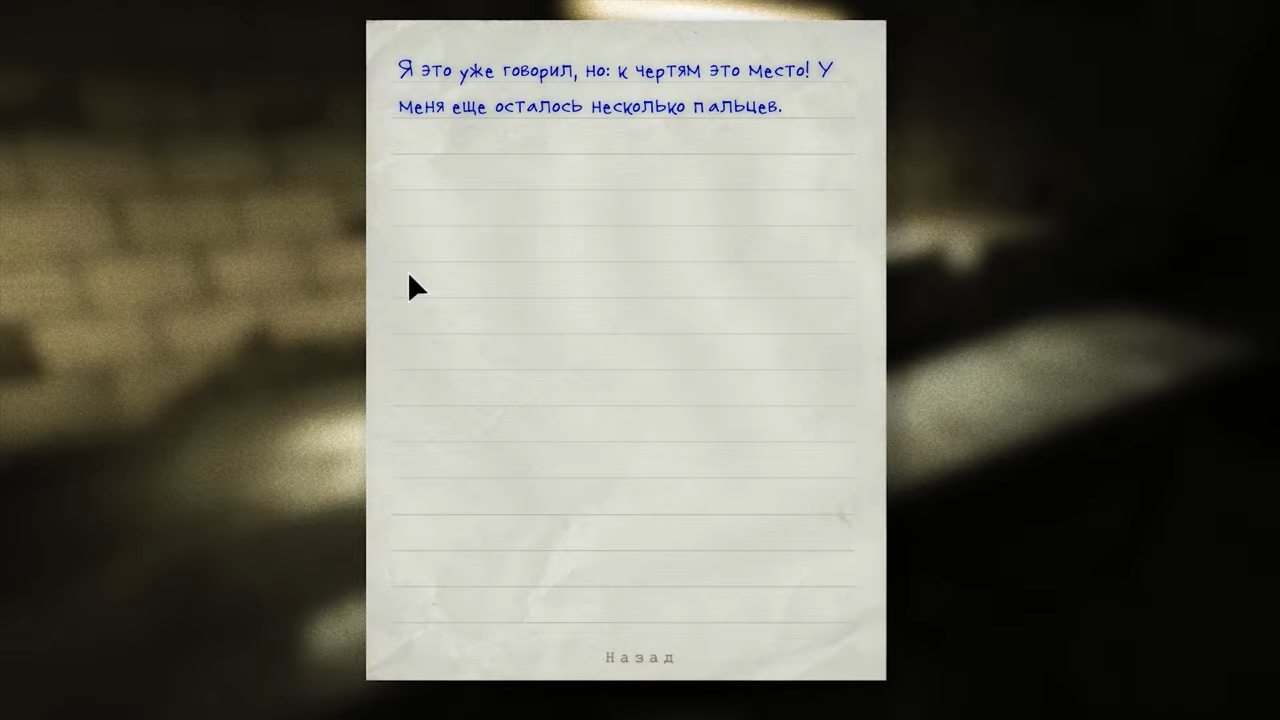 Я это уже говорил, но: к чертям это место! У
меня еще осталось несколько пальцев.
Назад